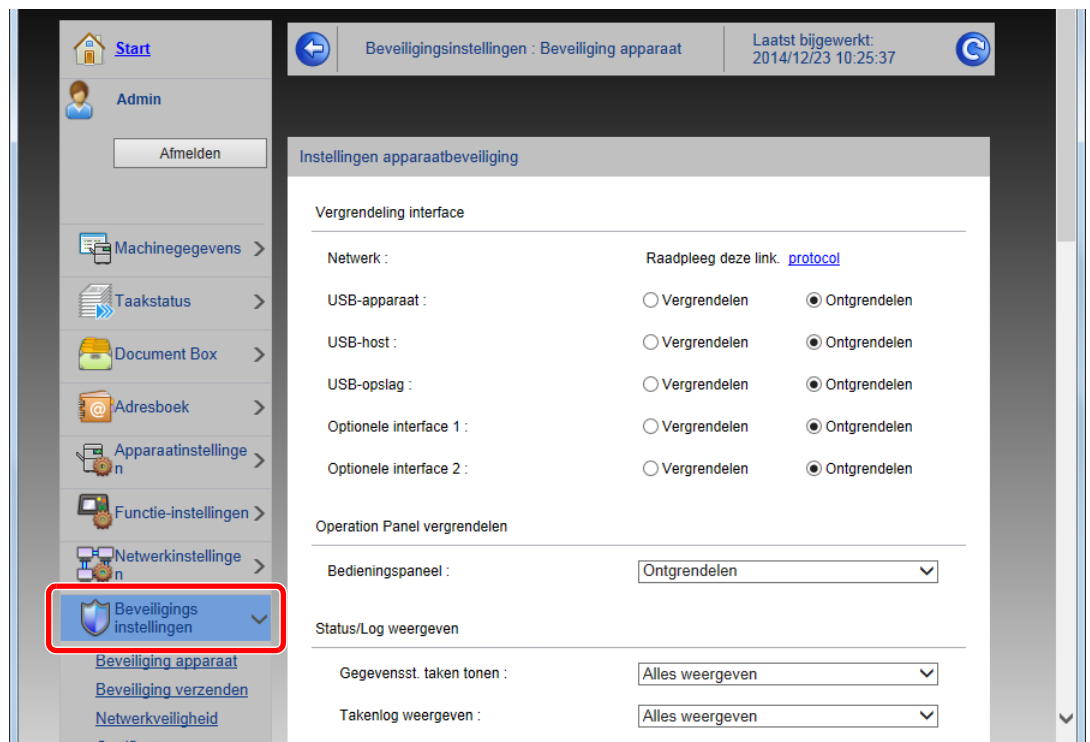 Start
Admin
Afmelden
Machinegegevens
Taakstatus
Document Box
Adresboek
Apparaatinstellinge
n
Functie-instellingen
Netwerkinstellinge
n
Beveiligings
instellingen
Beveiliging apparaat
Beveiliging verzenden
Netwerkveiligheid
Beveiligingsinstellingen : Beveiliging apparaat
Laatst bijgewerkt:
2014/12/23 10:25:37
Instellingen apparaatbeveiliging
Vergrendeling interface
Netwerk : Raadpleeg deze link. protocol
USB-apparaat : Vergrendelen Ontgrendelen
USB-host : Vergrendelen Ontgrendelen
USB-opslag : Vergrendelen Ontgrendelen
Optionele interface 1 : Vergrendelen Ontgrendelen
Optionele interface 2 : Vergrendelen Ontgrendelen
Operation Panel vergrendelen
Bedieningspaneel : Ontgrendelen
Status/Log weergeven
Gegevensst. taken tonen : Alles weergeven
Takenlog weergeven : Alles weergeven